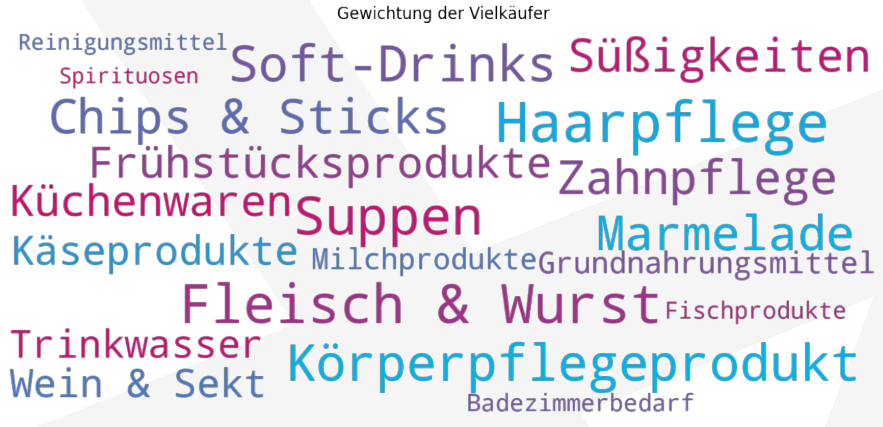 Gewichtung der Vielkäufer
Reinigungsmittel
Spirituosen
Soft-Drinks
Süßigkeiten
Chips & Sticks
Haarpflege
Frühstücksprodukte
Zahnpflege
Küchenwaren
Suppen
Marmelade
Käseprodukte
Milchprodukte
Grundnahrungsmittel
Fleisch & Wurst
Fischprodukte
Trinkwasser
Körperpflegeprodukt
Wein & Sekt
Badezimmerbedarf